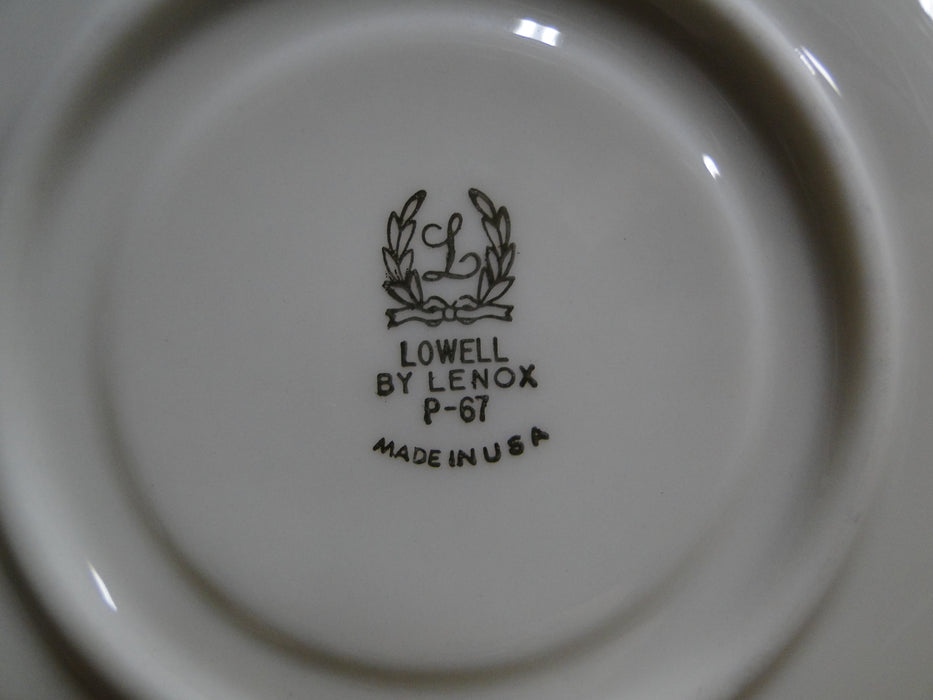 L
LOWELL
BY LENOX
P-67
MADE IN USA